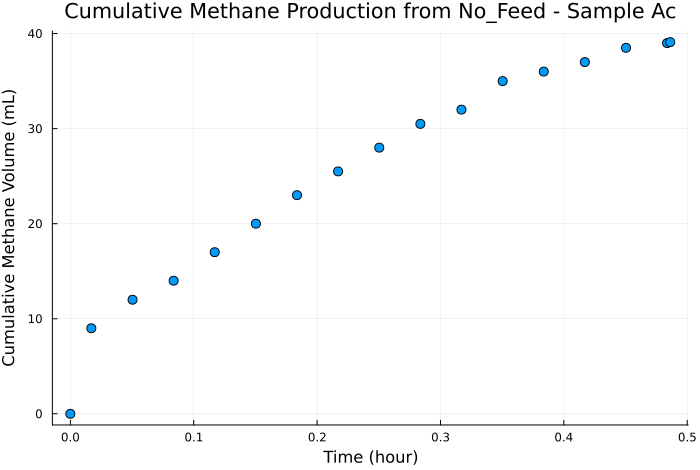 Cumulative Methane Production from No_Feed - Sample Ac
Cumulative Methane Volume (mL)
40
30
20
10
0
0.0 0.1 0.2 0.3 0.4 0.5
Time (hour)